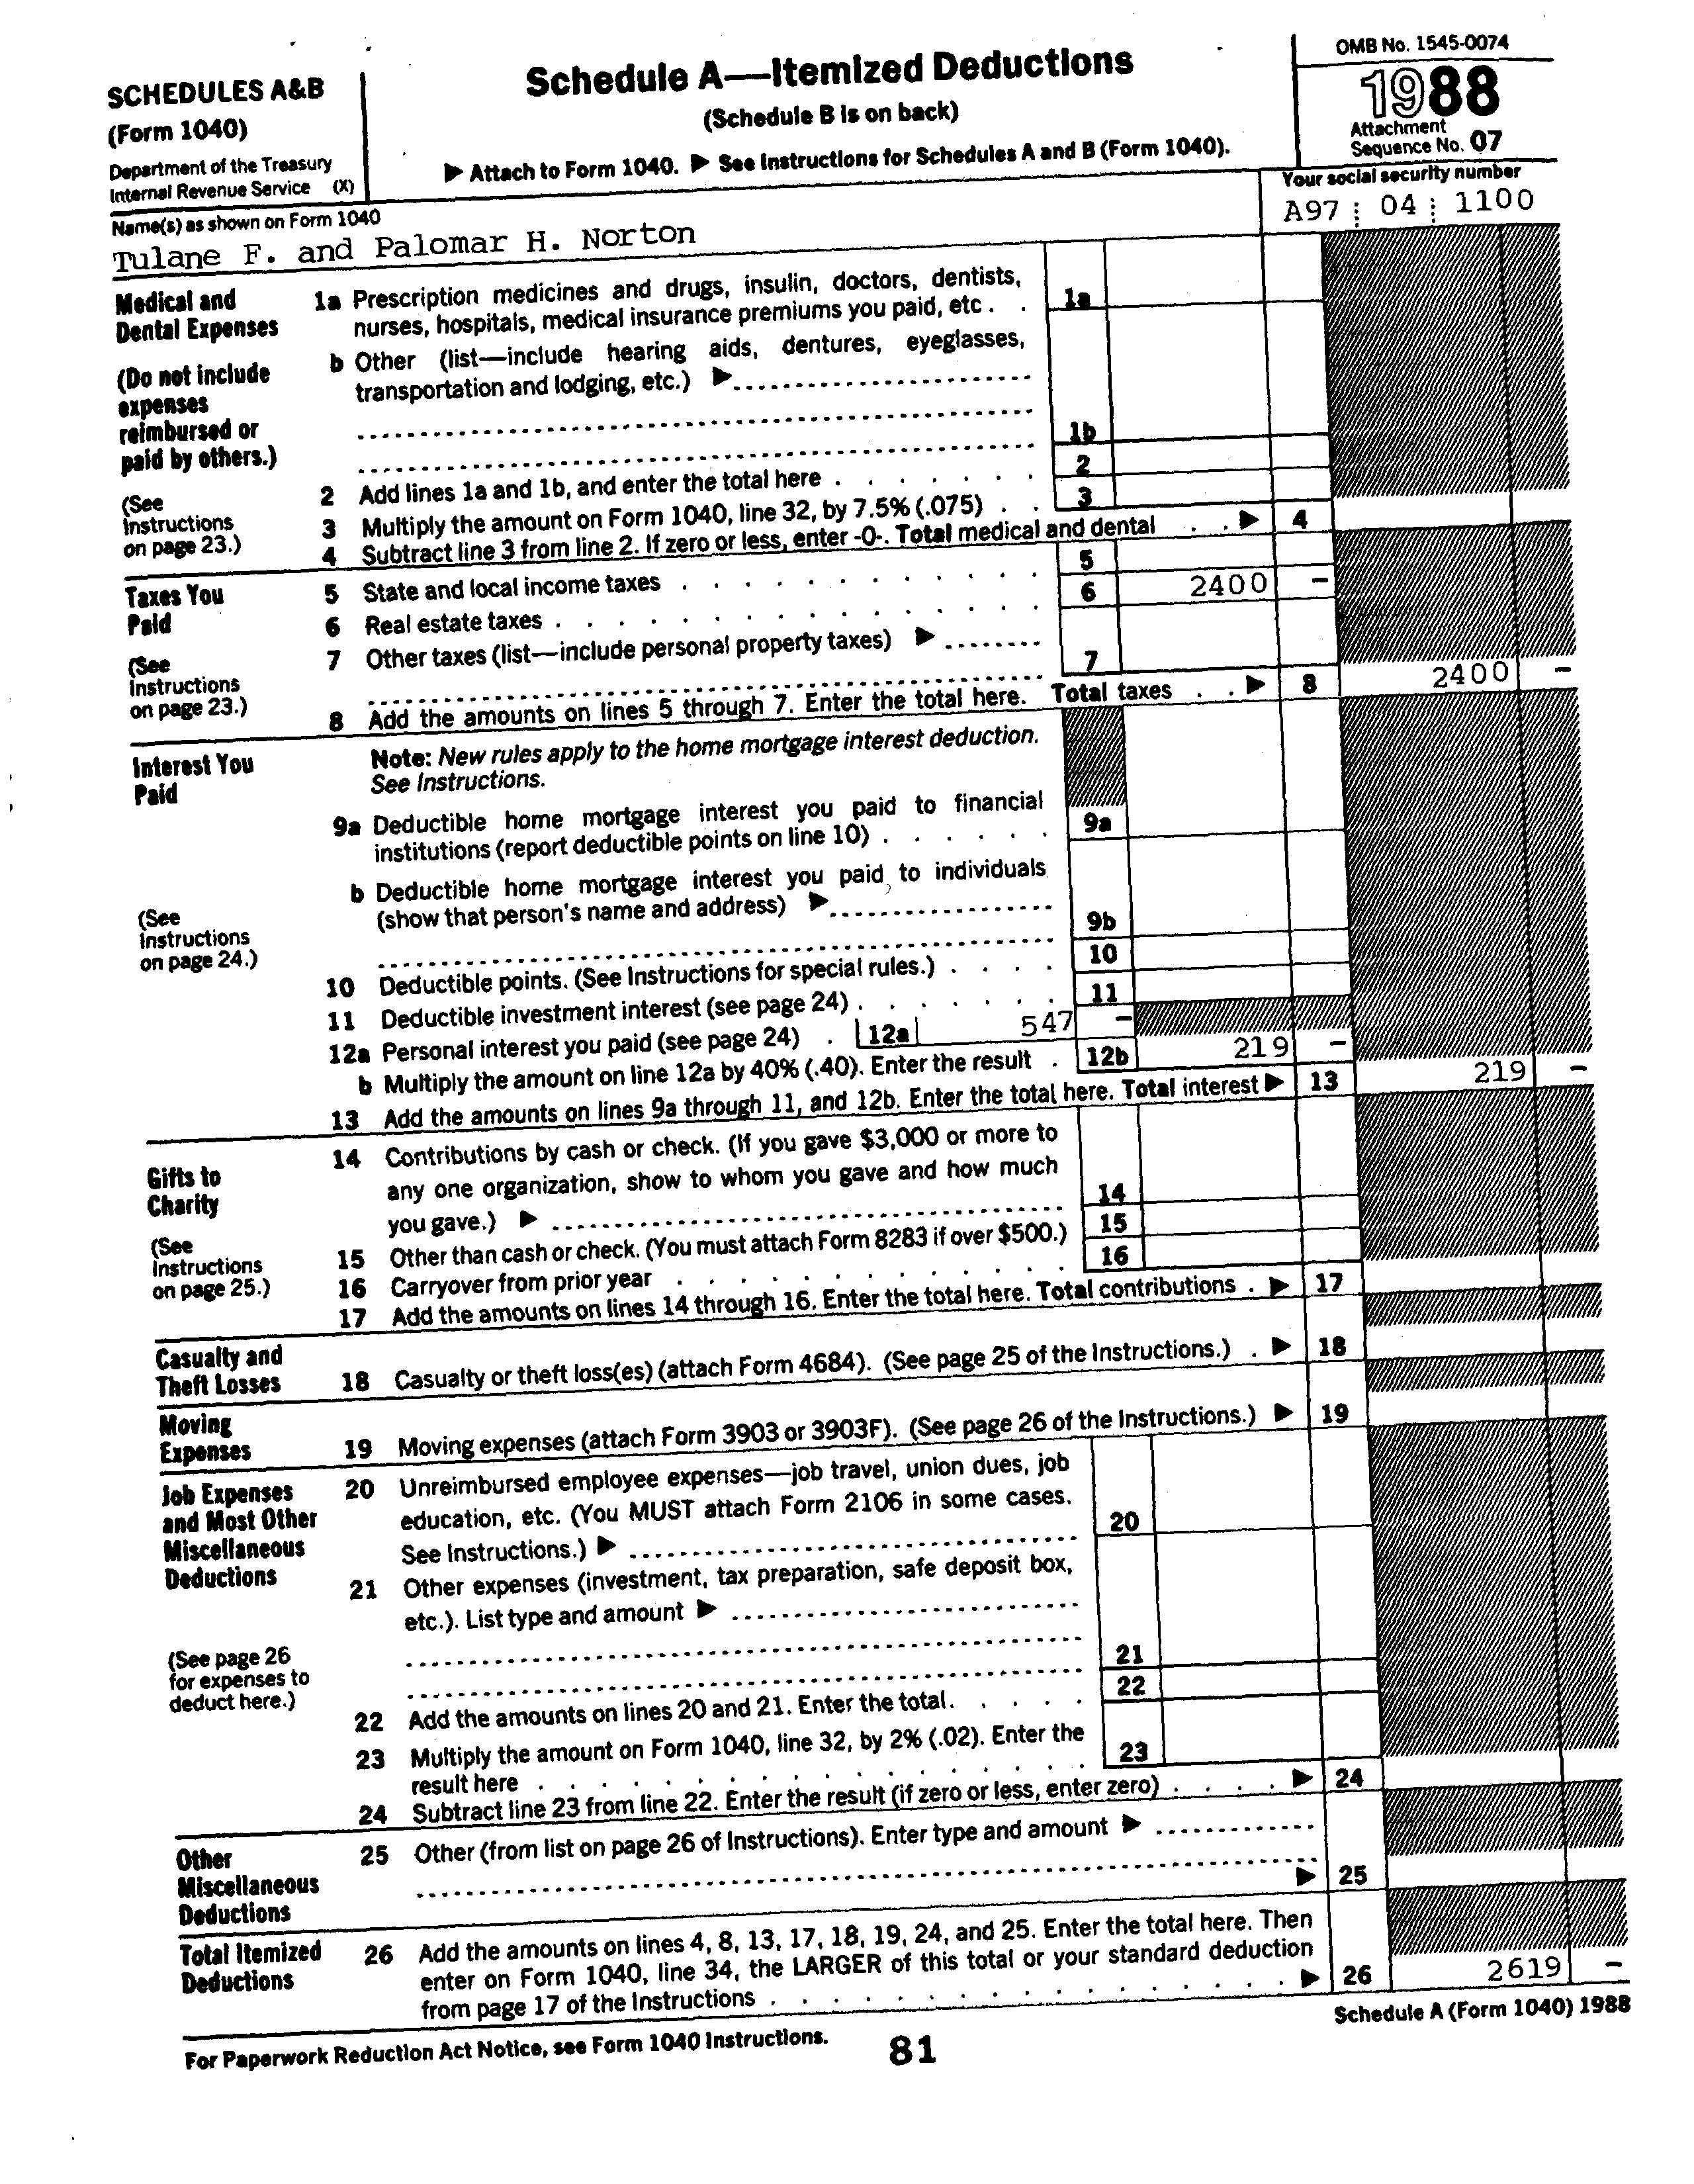 SCHEDULES A&B
(Form 1040)
Department of the Treasury
Internal Revenue Service (X)
Schedule A—Itemized Deductions
(Schedule B is on back)
▶ Attach to Form 1040. ▶ See Instructions for Schedules A and B (Form 1040).
OMB No. 1545-0074
1988
Attachment
Sequence No. 07
Name(s) as shown on Form 1040
Tulane F. and Palomar H. Norton
Your social security number
A97 : 04 : 1100
Medical and
Dental Expenses
(Do not include
expenses
reimbursed or
paid by others.)
(See
Instructions
on page 23.)
1a Prescription medicines and drugs, insulin, doctors, dentists,
nurses, hospitals, medical insurance premiums you paid, etc . . 1a
b Other (list—include hearing aids, dentures, eyeglasses,
transportation and lodging, etc.) ▶
1b
2 Add lines 1a and 1b, and enter the total here . . . . . . . 2
3 Multiply the amount on Form 1040, line 32, by 7.5% (.075) . . 3
4 Subtract line 3 from line 2. If zero or less, enter -0-. Total medical and dental . . ▶ 4
Taxes You
Paid
(See
Instructions
on page 23.)
5 State and local income taxes . . . . . . . . . . . . 5
6 Real estate taxes . . . . . . . . . . . . . . . . 6 2400 –
7 Other taxes (list—include personal property taxes) ▶
7
8 Add the amounts on lines 5 through 7. Enter the total here. Total taxes . . ▶ 8 2400 –
Interest You
Paid
(See
Instructions
on page 24.)
Note: New rules apply to the home mortgage interest deduction.
See Instructions.
9a Deductible home mortgage interest you paid to financial
institutions (report deductible points on line 10) . . . . . . 9a
b Deductible home mortgage interest you paid to individuals
(show that person's name and address) ▶
9b
10 Deductible points. (See Instructions for special rules.) . . . . 10
11 Deductible investment interest (see page 24) . . . . . . . 11
12a Personal interest you paid (see page 24) . 12a 547 –
b Multiply the amount on line 12a by 40% (.40). Enter the result . 12b 219 –
13 Add the amounts on lines 9a through 11, and 12b. Enter the total here. Total interest ▶ 13 219 –
Gifts to
Charity
(See
Instructions
on page 25.)
14 Contributions by cash or check. (If you gave $3,000 or more to
any one organization, show to whom you gave and how much
you gave.) ▶ 14
15 Other than cash or check. (You must attach Form 8283 if over $500.) 15
16 Carryover from prior year . . . . . . . . . . . . . 16
17 Add the amounts on lines 14 through 16. Enter the total here. Total contributions . ▶ 17
Casualty and
Theft Losses
18 Casualty or theft loss(es) (attach Form 4684). (See page 25 of the Instructions.) . ▶ 18
Moving
Expenses
19 Moving expenses (attach Form 3903 or 3903F). (See page 26 of the Instructions.) ▶ 19
Job Expenses
and Most Other
Miscellaneous
Deductions
(See page 26
for expenses to
deduct here.)
20 Unreimbursed employee expenses—job travel, union dues, job
education, etc. (You MUST attach Form 2106 in some cases.
See Instructions.) ▶ 20
21 Other expenses (investment, tax preparation, safe deposit box,
etc.). List type and amount ▶
21
22 Add the amounts on lines 20 and 21. Enter the total. . . . . 22
23 Multiply the amount on Form 1040, line 32, by 2% (.02). Enter the
result here . . . . . . . . . . . . . . . . . 23
24 Subtract line 23 from line 22. Enter the result (if zero or less, enter zero) . . . . ▶ 24
Other
Miscellaneous
Deductions
25 Other (from list on page 26 of Instructions). Enter type and amount ▶
▶ 25
Total Itemized
Deductions
26 Add the amounts on lines 4, 8, 13, 17, 18, 19, 24, and 25. Enter the total here. Then
enter on Form 1040, line 34, the LARGER of this total or your standard deduction
from page 17 of the Instructions . . . . . . . . . . . . . . ▶ 26 2619 –
For Paperwork Reduction Act Notice, see Form 1040 Instructions.
81
Schedule A (Form 1040) 1988